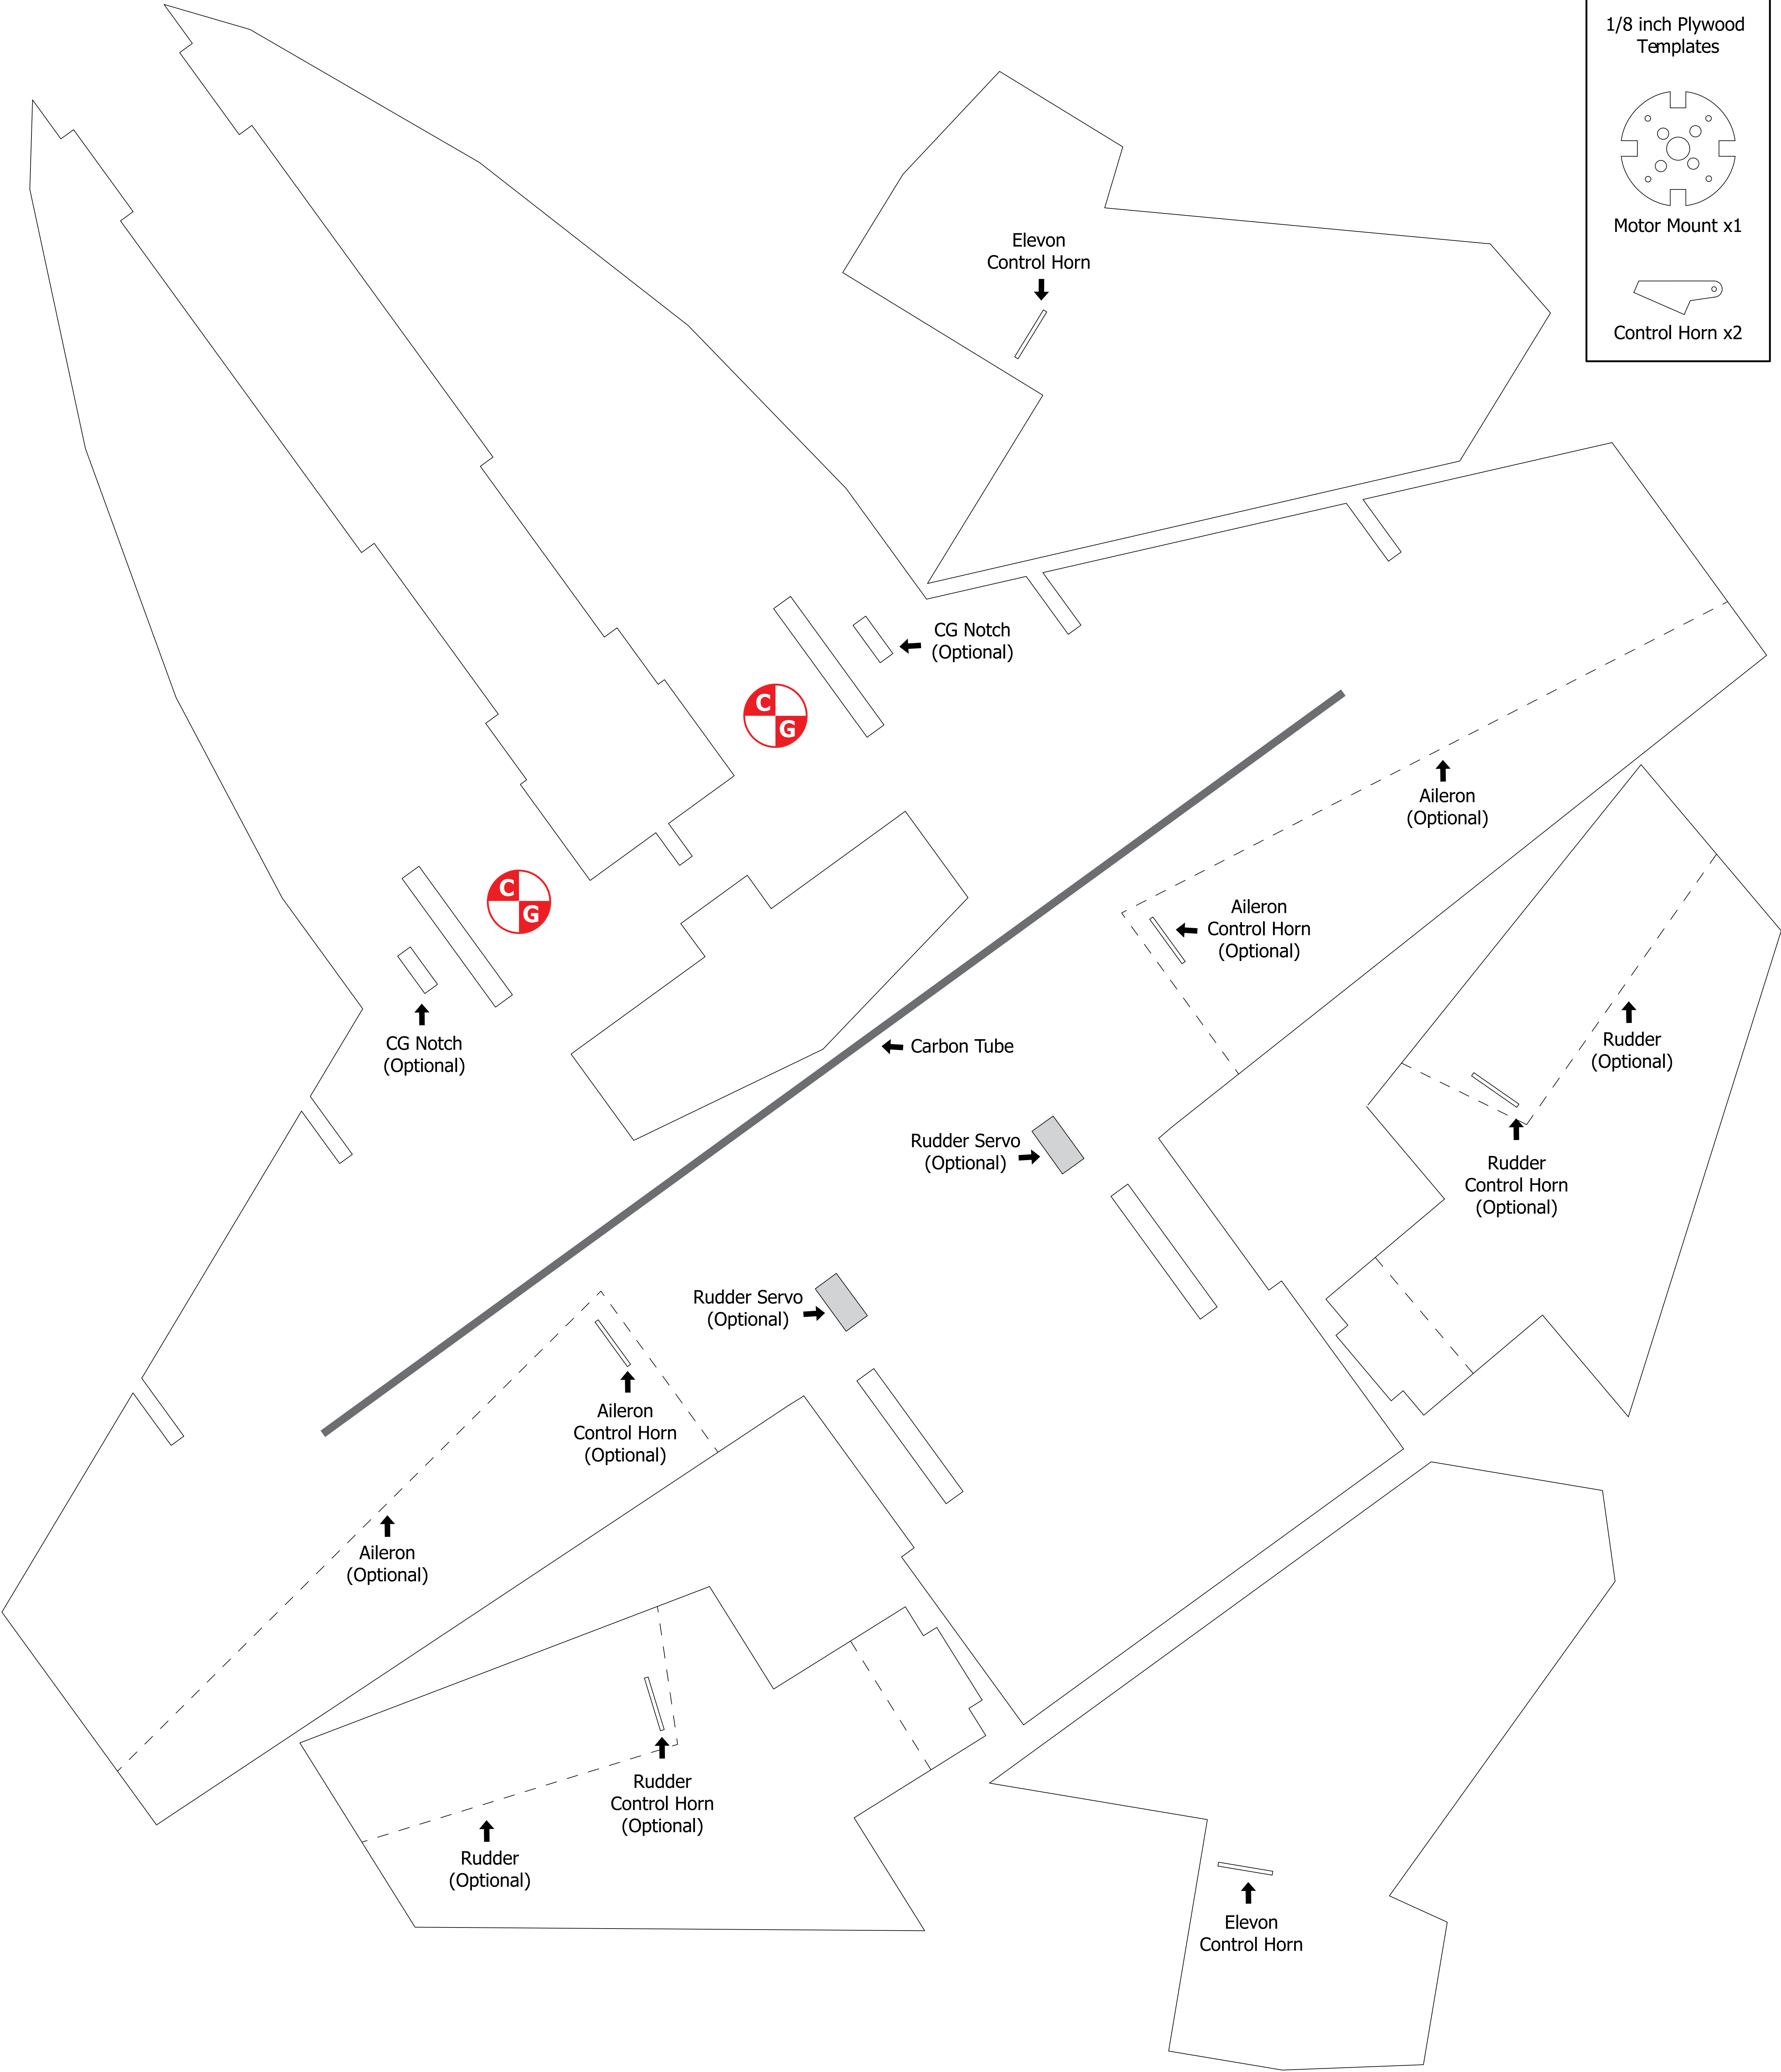 1/8 inch Plywood
Templates
Motor Mount x1
Control Horn x2
Elevon
Control Horn
CG Notch
(Optional)
C
G
Aileron
(Optional)
C
G
Aileron
Control Horn
(Optional)
CG Notch
(Optional)
Carbon Tube
Rudder
(Optional)
Rudder Servo
(Optional)
Rudder
Control Horn
(Optional)
Rudder Servo
(Optional)
Aileron
Control Horn
(Optional)
Aileron
(Optional)
Rudder
Control Horn
(Optional)
Rudder
(Optional)
Elevon
Control Horn